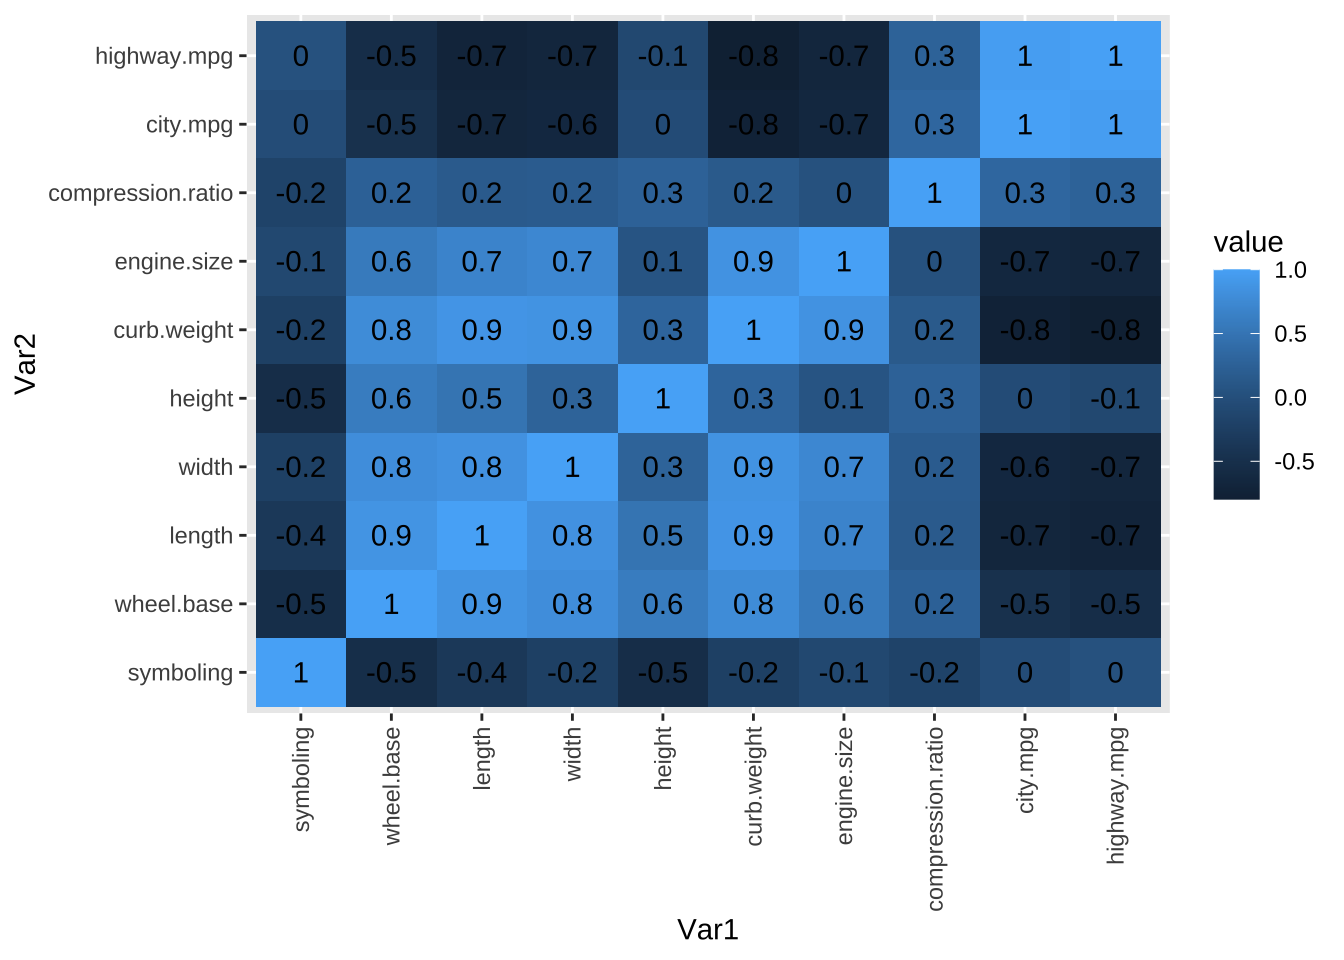 highway.mpg 0 -0.5 -0.7 -0.7 -0.1 -0.8 -0.7 0.3 1 1
city.mpg 0 -0.5 -0.7 -0.6 0 -0.8 -0.7 0.3 1 1
compression.ratio -0.2 0.2 0.2 0.2 0.3 0.2 0 1 0.3 0.3
engine.size -0.1 0.6 0.7 0.7 0.1 0.9 1 0 -0.7 -0.7
curb.weight -0.2 0.8 0.9 0.9 0.3 1 0.9 0.2 -0.8 -0.8
height -0.5 0.6 0.5 0.3 1 0.3 0.1 0.3 0 -0.1
width -0.2 0.8 0.8 1 0.3 0.9 0.7 0.2 -0.6 -0.7
length -0.4 0.9 1 0.8 0.5 0.9 0.7 0.2 -0.7 -0.7
wheel.base -0.5 1 0.9 0.8 0.6 0.8 0.6 0.2 -0.5 -0.5
symboling 1 -0.5 -0.4 -0.2 -0.5 -0.2 -0.1 -0.2 0 0
symboling wheel.base length width height curb.weight engine.size compression.ratio city.mpg highway.mpg
Var1
Var2
value
1.0
0.5
0.0
-0.5